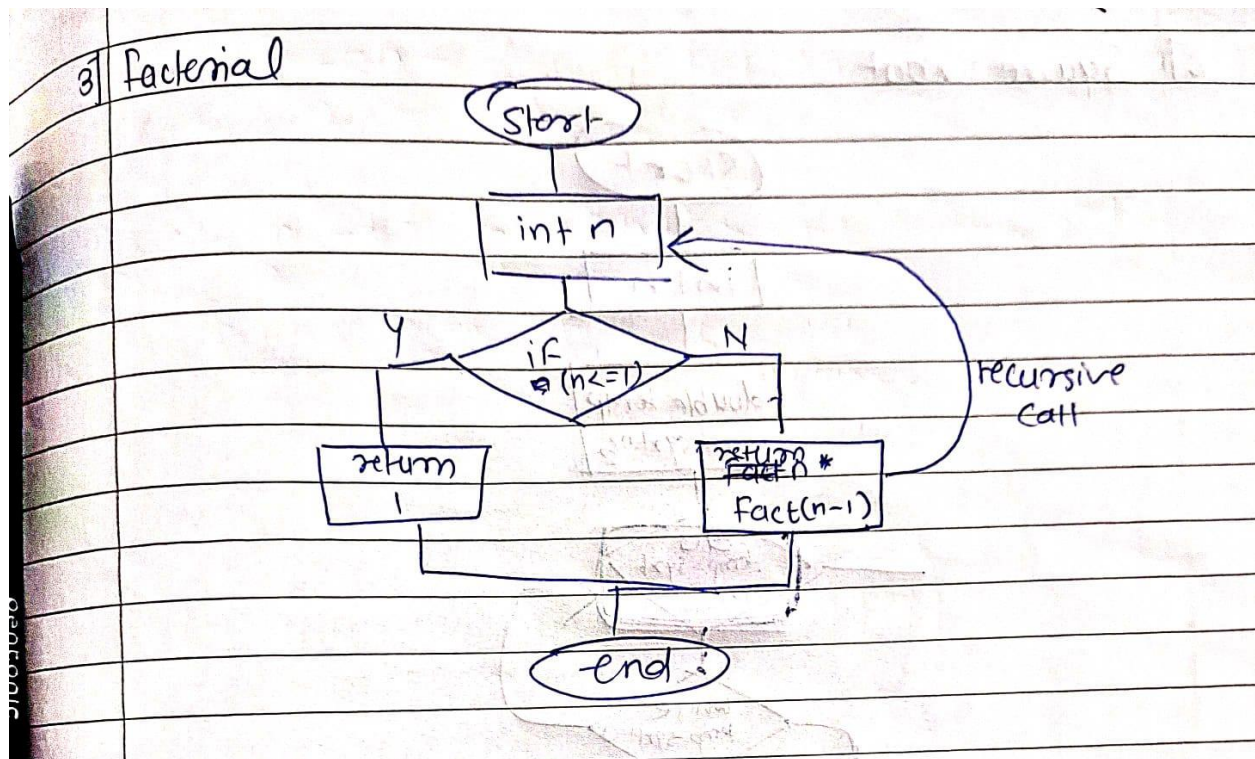 3] Factorial
Start
int n
Y
N
if
(n<=1)
recursive
Call
return
1
return
*
Fact(n-1)
end